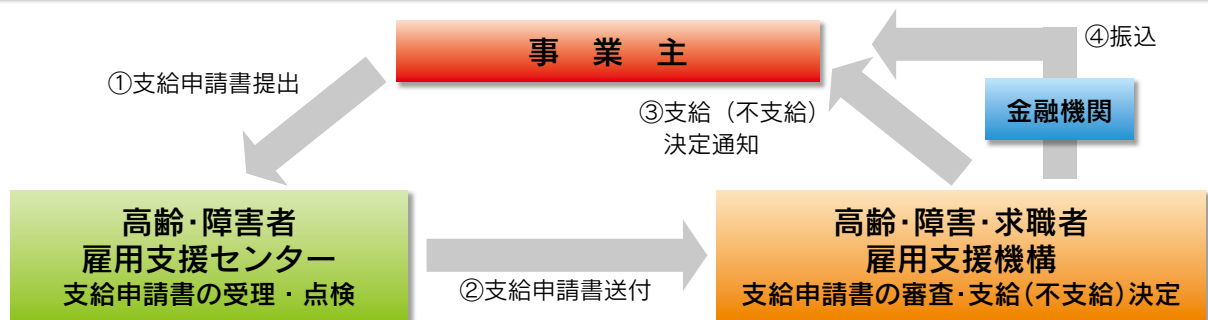 事 業 主
①支給申請書提出
④振込
③支給（不支給）
決定通知
金融機関
高齢・障害者
雇用支援センター
支給申請書の受理・点検
②支給申請書送付
高齢・障害・求職者
雇用支援機構
支給申請書の審査・支給(不支給)決定